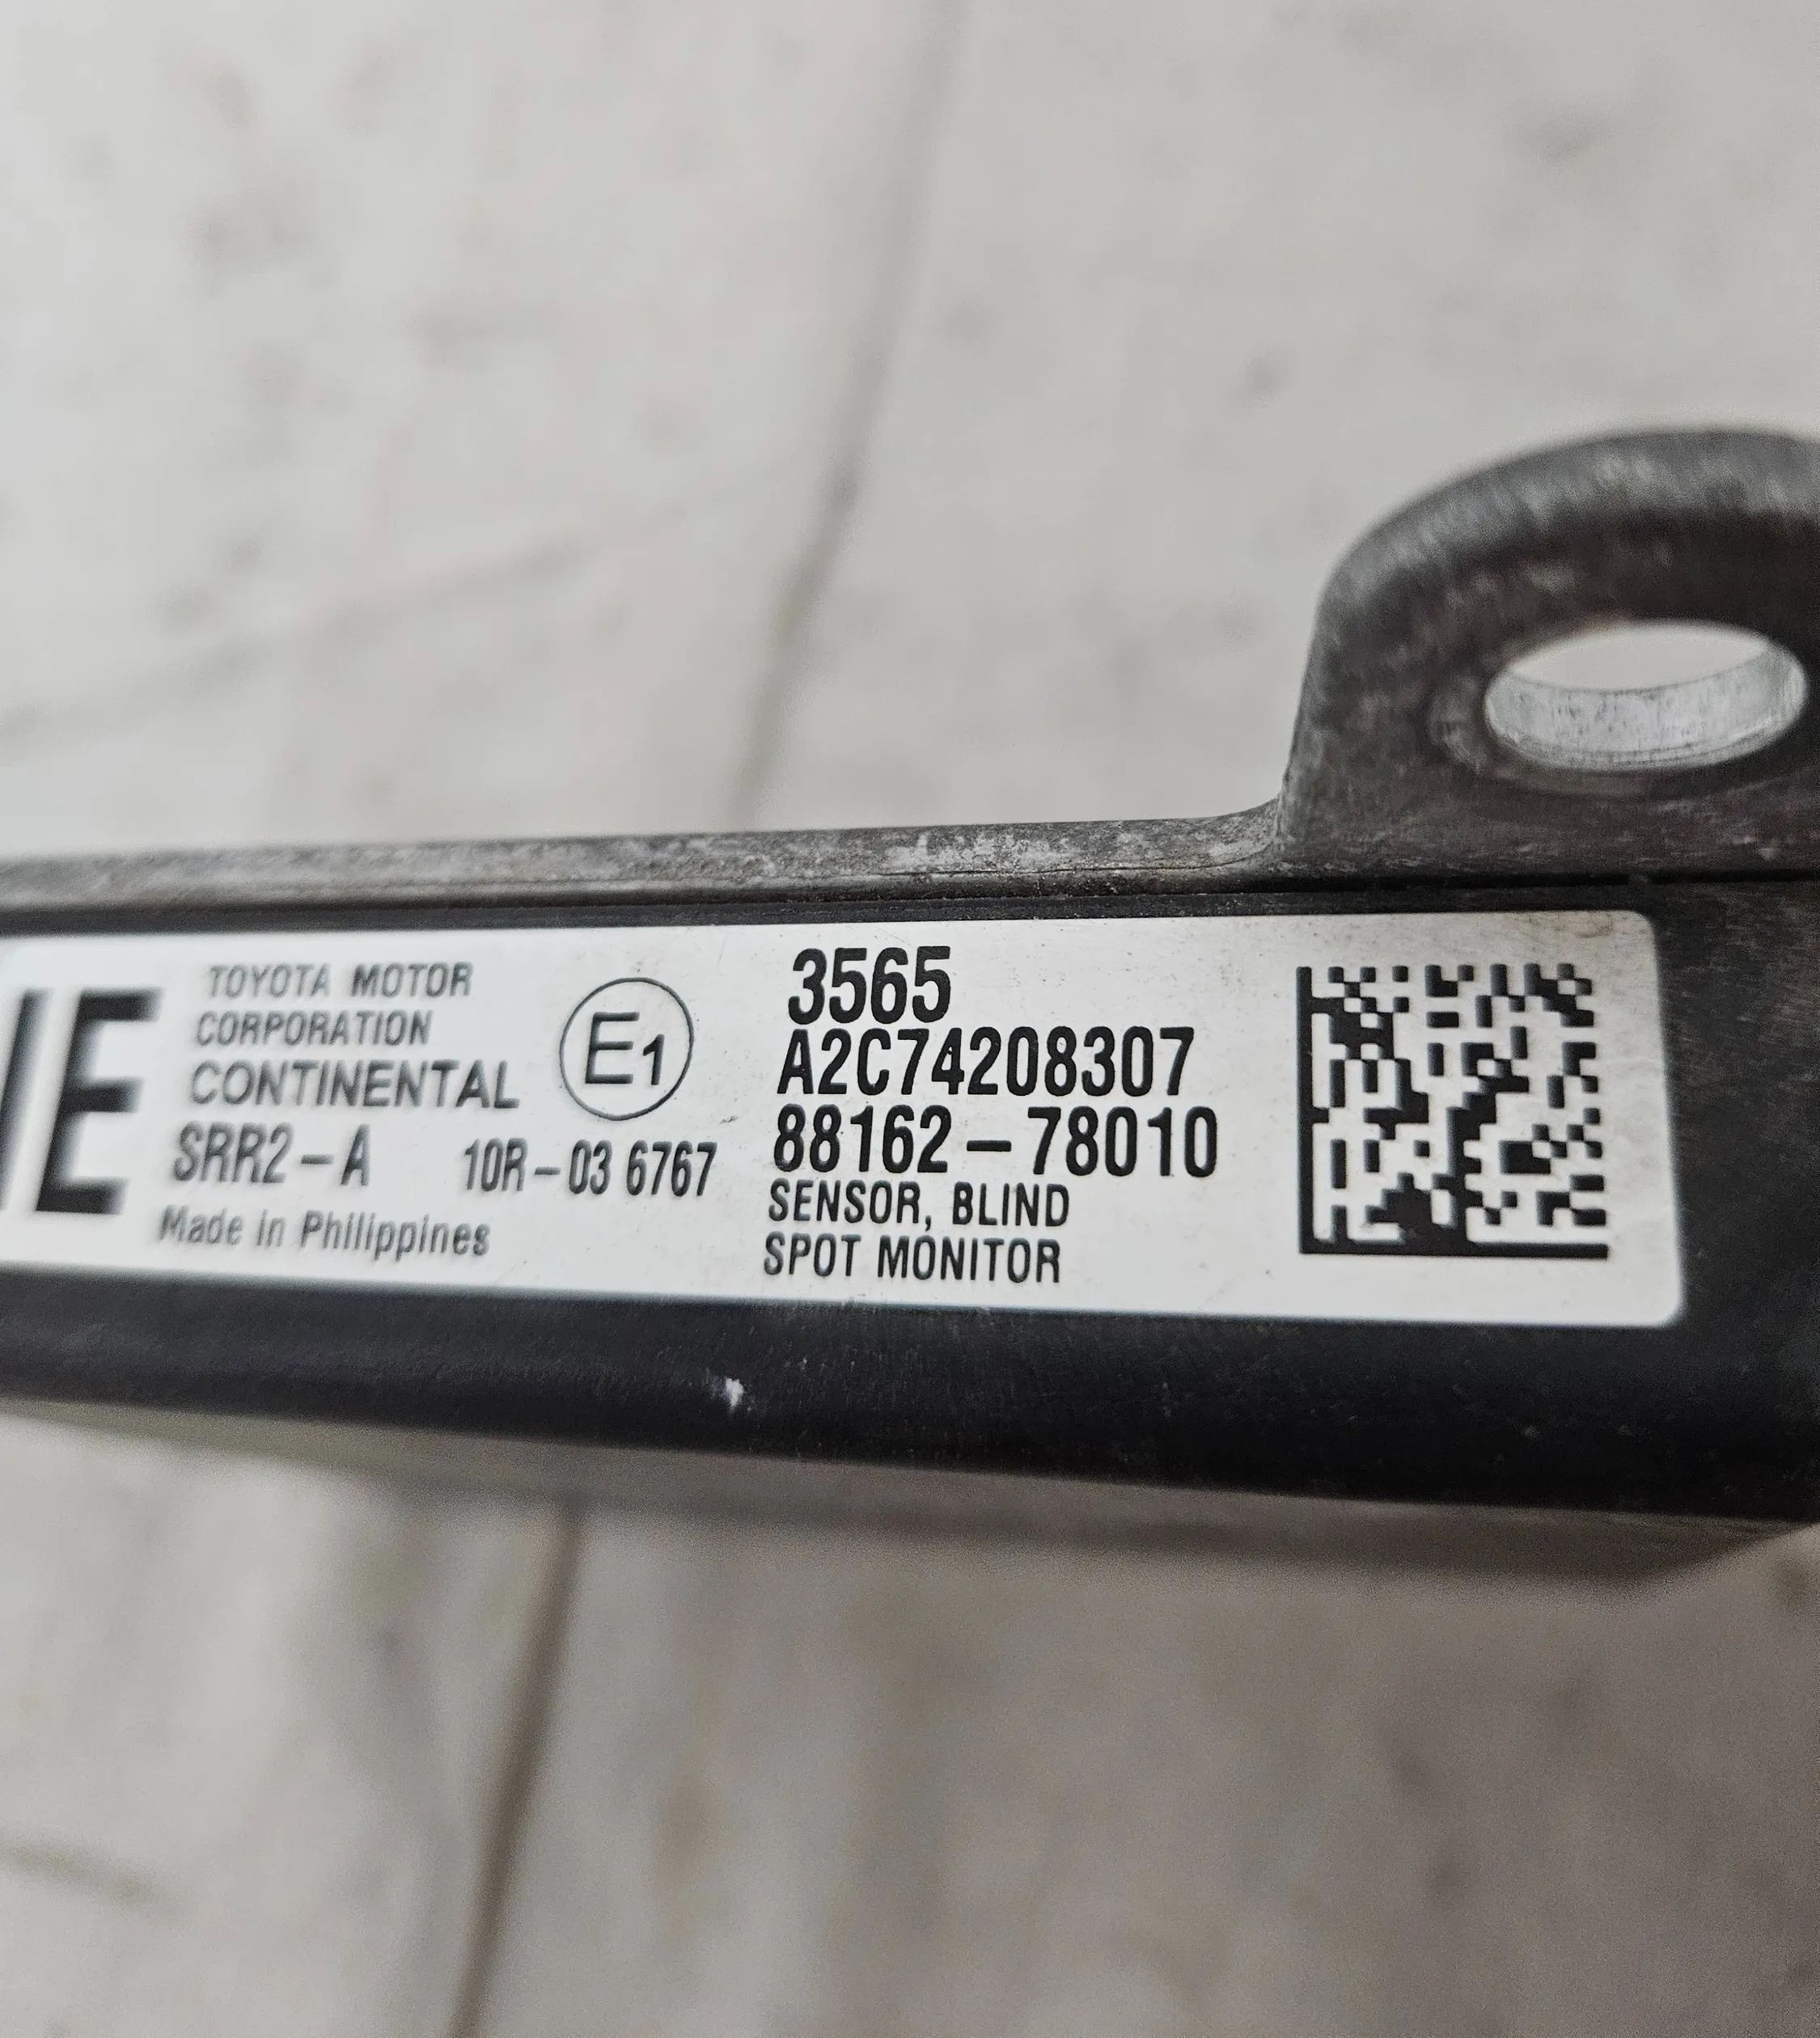 TOYOTA MOTOR
CORPORATION
CONTINENTAL
SRR2-A 10R-03 6767
Made in Philippines
E1
3565
A2C74208307
88162-78010
SENSOR, BLIND
SPOT MONITOR